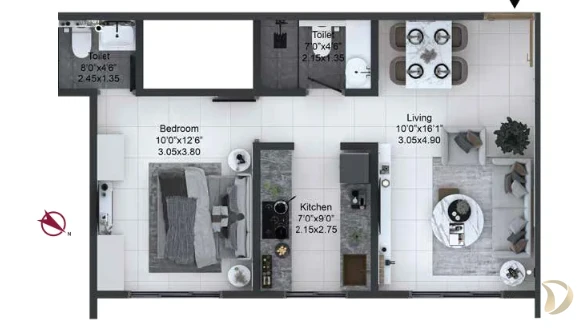 Toilet
8'0"x4'6"
2.45x1.35
Toilet
7'0"x4'6"
2.15x1.35
Living
10'0"x16'1"
3.05x4.90
Bedroom
10'0"x12'6"
3.05x3.80
Kitchen
7'0"x9'0"
2.15x2.75
N